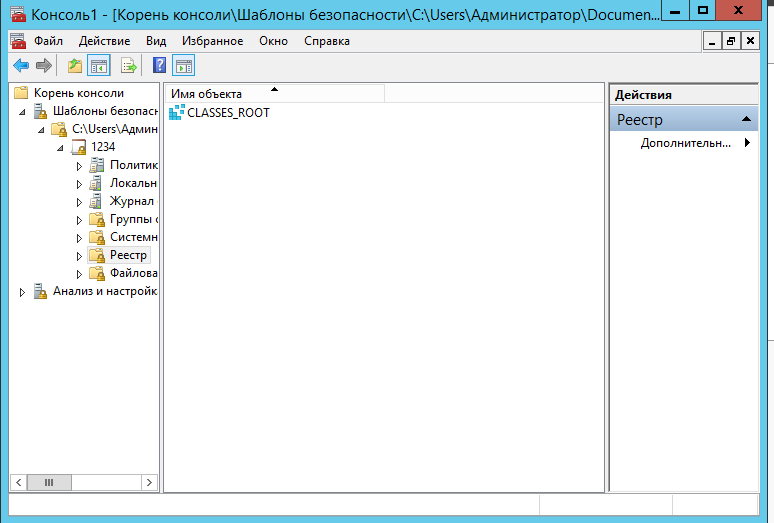 Консоль1 - [Корень консоли\Шаблоны безопасности\C:\Users\Администратор\Documen...
Файл Действие Вид Избранное Окно Справка
Корень консоли
Шаблоны безопасн
C:\Users\Админ
1234
Политик
Локальн
Журнал
Группы с
Системн
Реестр
Файлова
Анализ и настройк
Имя объекта
CLASSES_ROOT
Действия
Реестр
Дополнительн...